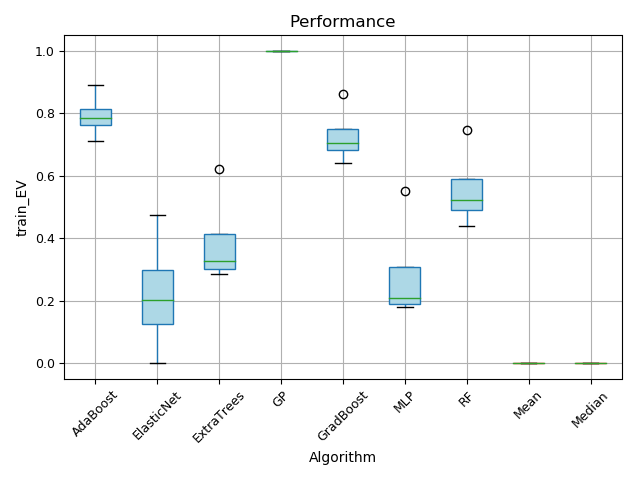 Performance
train_EV
1.0
0.8
0.6
0.4
0.2
0.0
AdaBoost
ElasticNet
ExtraTrees
GP
GradBoost
MLP
RF
Mean
Median
Algorithm